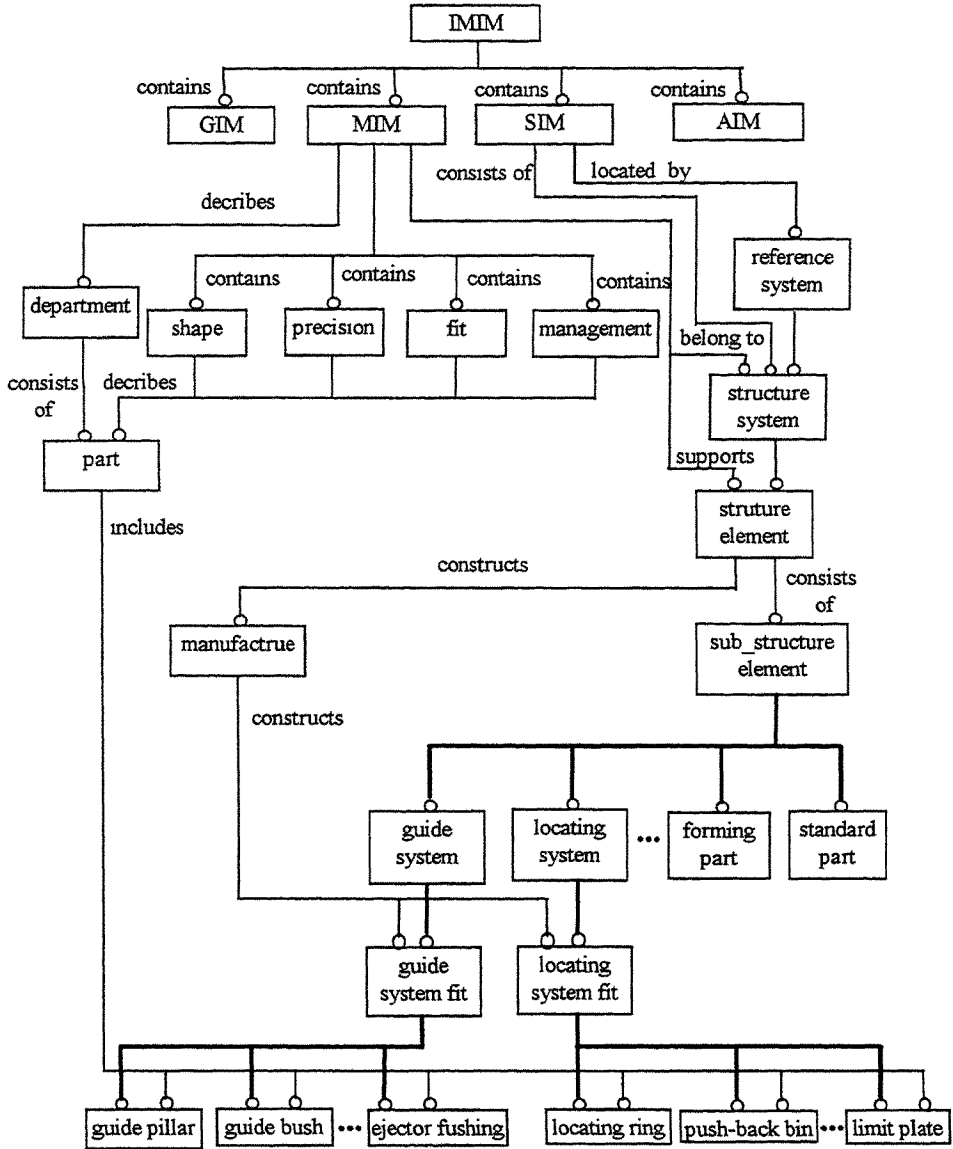 IMIM
contains
contains
contains
contains
GIM
MIM
SIM
AIM
consists of
located by
decribes
reference
system
contains
contains
contains
contains
department
shape
precision
fit
management
belong to
consists
of
decribes
structure
system
part
supports
includes
struture
element
constructs
consists
of
manufactrue
sub_structure
element
constructs
guide
system
locating
system
...
forming
part
standard
part
guide
system fit
locating
system fit
guide pillar
guide bush
...
ejector fushing
locating ring
push-back bin
...
limit plate